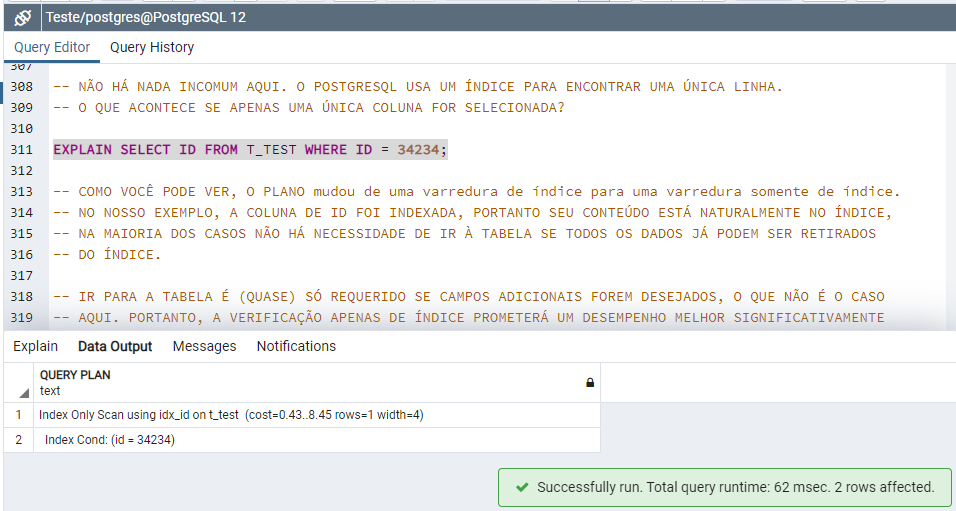 Teste/postgres@PostgreSQL 12
Query Editor Query History
307
308 -- NÃO HÁ NADA INCOMUM AQUI. O POSTGRESQL USA UM ÍNDICE PARA ENCONTRAR UMA ÚNICA LINHA.
309 -- O QUE ACONTECE SE APENAS UMA ÚNICA COLUNA FOR SELECIONADA?
310
311 EXPLAIN SELECT ID FROM T_TEST WHERE ID = 34234;
312
313 -- COMO VOCÊ PODE VER, O PLANO mudou de uma varredura de índice para uma varredura somente de índice.
314 -- NO NOSSO EXEMPLO, A COLUNA DE ID FOI INDEXADA, PORTANTO SEU CONTEÚDO ESTÁ NATURALMENTE NO ÍNDICE,
315 -- NA MAIORIA DOS CASOS NÃO HÁ NECESSIDADE DE IR À TABELA SE TODOS OS DADOS JÁ PODEM SER RETIRADOS
316 -- DO ÍNDICE.
317
318 -- IR PARA A TABELA É (QUASE) SÓ REQUERIDO SE CAMPOS ADICIONAIS FOREM DESEJADOS, O QUE NÃO É O CASO
319 -- AQUI. PORTANTO, A VERIFICAÇÃO APENAS DE ÍNDICE PROMETERÁ UM DESEMPENHO MELHOR SIGNIFICATIVAMENTE
Explain Data Output Messages Notifications
QUERY PLAN
text
1 Index Only Scan using idx_id on t_test (cost=0.43..8.45 rows=1 width=4)
2 Index Cond: (id = 34234)
Successfully run. Total query runtime: 62 msec. 2 rows affected.